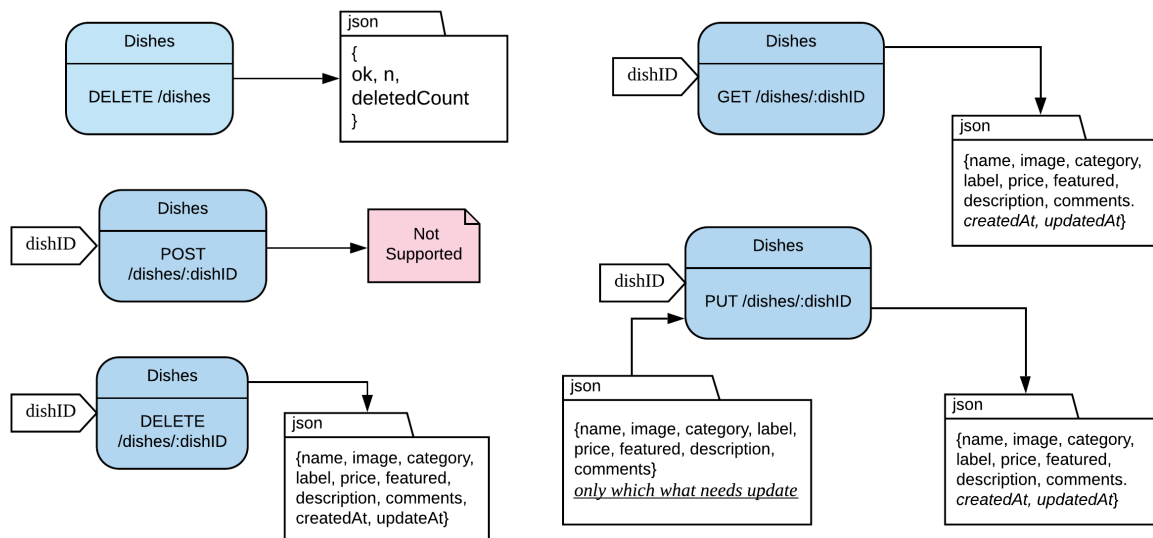 Dishes
DELETE /dishes
json
{
ok, n,
deletedCount
}
dishID
Dishes
POST
/dishes/:dishID
Not
Supported
dishID
Dishes
DELETE
/dishes/:dishID
json
{name, image, category,
label, price, featured,
description, comments,
createdAt, updateAt}
dishID
Dishes
GET /dishes/:dishID
json
{name, image, category,
label, price, featured,
description, comments.
createdAt, updatedAt}
dishID
Dishes
PUT /dishes/:dishID
json
{name, image, category, label,
price, featured, description,
comments}
only which what needs update
json
{name, image, category,
label, price, featured,
description, comments.
createdAt, updatedAt}